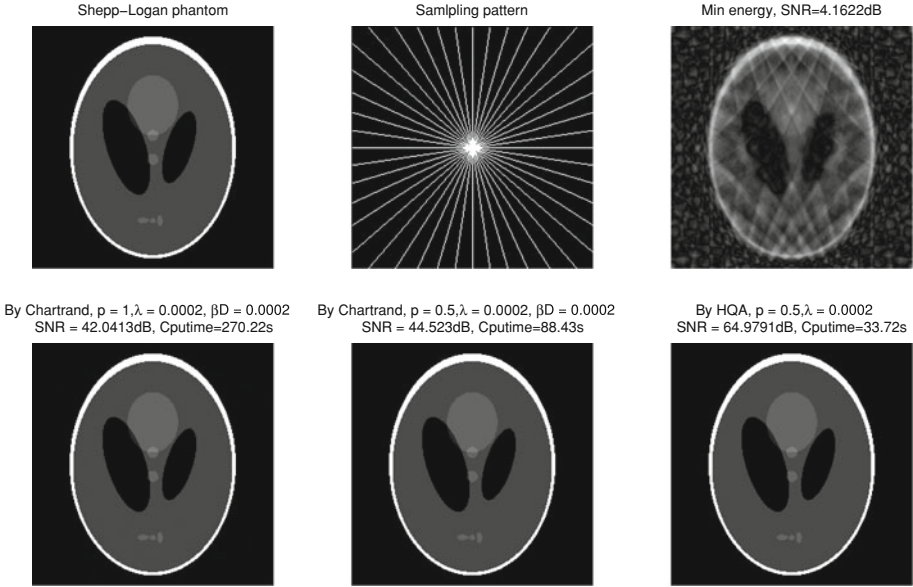 Shepp−Logan phantom
Samlpling pattern
Min energy, SNR=4.1622dB
By Chartrand, p = 1,λ = 0.0002, βD = 0.0002
SNR = 42.0413dB, Cputime=270.22s
By Chartrand, p = 0.5,λ = 0.0002, βD = 0.0002
SNR = 44.523dB, Cputime=88.43s
By HQA, p = 0.5,λ = 0.0002
SNR = 64.9791dB, Cputime=33.72s